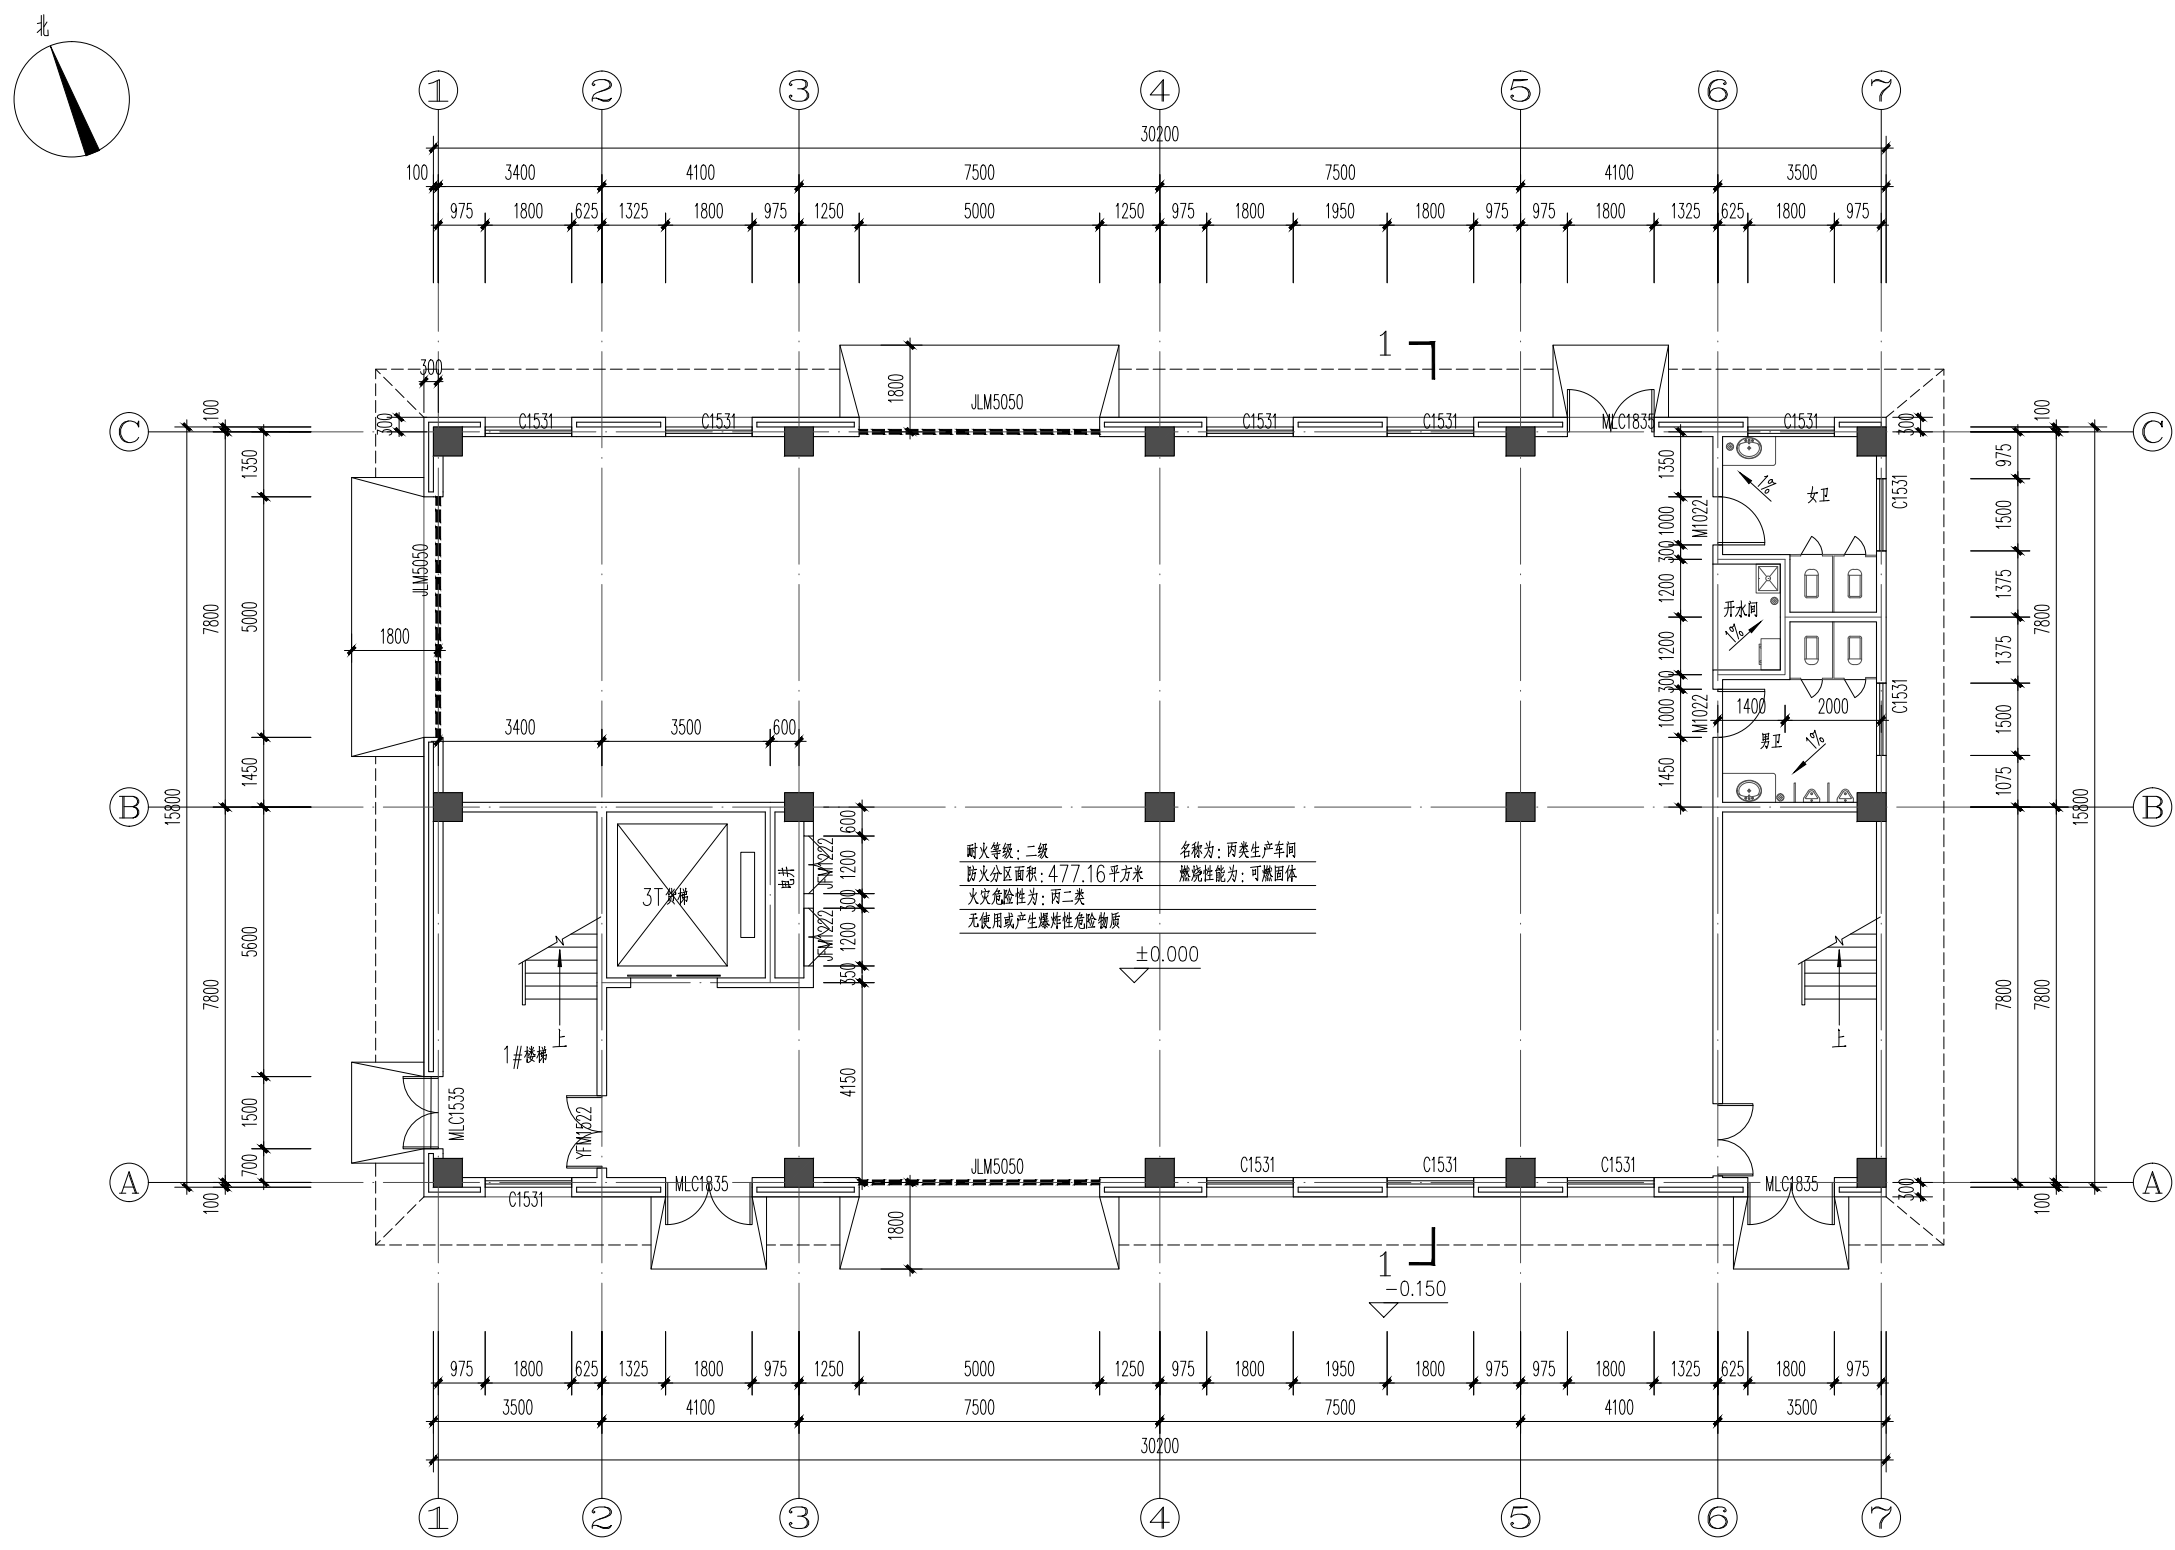 北
1 2 3 4 5 6 7
30200
100 3400 4100 7500 7500 4100 3500
975 1800 625 1325 1800 975 1250 5000 1250 975 1800 1950 1800 975 975 1800 1325 625 1800 975
1
300
1800
1800
JLM5050
C1531 C1531 C1531 C1531 MLC1835 C1531
C
C
100
300
1350
5000
1450
7800
15800
JLM5050
1800
100
300
975
1500
1375
1375
1500
1075
7800
15800
C1531
C1531
1350
1000
300
1200
1200
300
1000
1450
M1022
M1022
1%
女卫
开水间
1%
1400 2000
男卫
1%
3400 3500 600
B
B
600
1200
300
1200
350
4150
JFM1222
JFM1222
电井
3T货梯
耐火等级：二级 名称为：丙类生产车间
防火分区面积：477.16平方米 燃烧性能为：可燃固体
火灾危险性为：丙二类
无使用或产生爆炸性危险物质
±0.000
5600
7800
1500
700
100
7800
7800
300
100
上
1#楼梯
上
MLC1535
YFM1522
A
A
C1531 MLC1835 JLM5050 C1531 C1531 C1531 MLC1835
1800
1
-0.150
975 1800 625 1325 1800 975 1250 5000 1250 975 1800 1950 1800 975 975 1800 1325 625 1800 975
3500 4100 7500 7500 4100 3500
30200
1 2 3 4 5 6 7